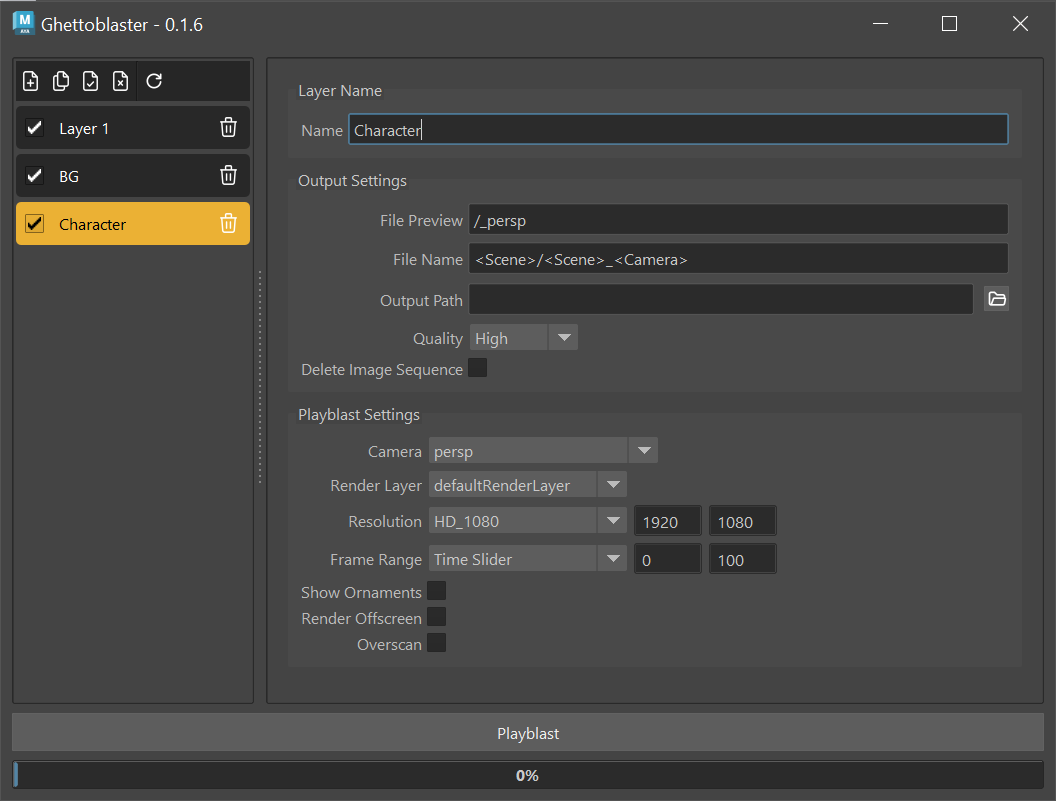 Ghettoblaster - 0.1.6
Layer 1
BG
Character
Layer Name
Name Character
Output Settings
File Preview /_persp
File Name <Scene>/<Scene>_<Camera>
Output Path
Quality High
Delete Image Sequence
Playblast Settings
Camera persp
Render Layer defaultRenderLayer
Resolution HD_1080 1920 1080
Frame Range Time Slider 0 100
Show Ornaments
Render Offscreen
Overscan
Playblast
0%